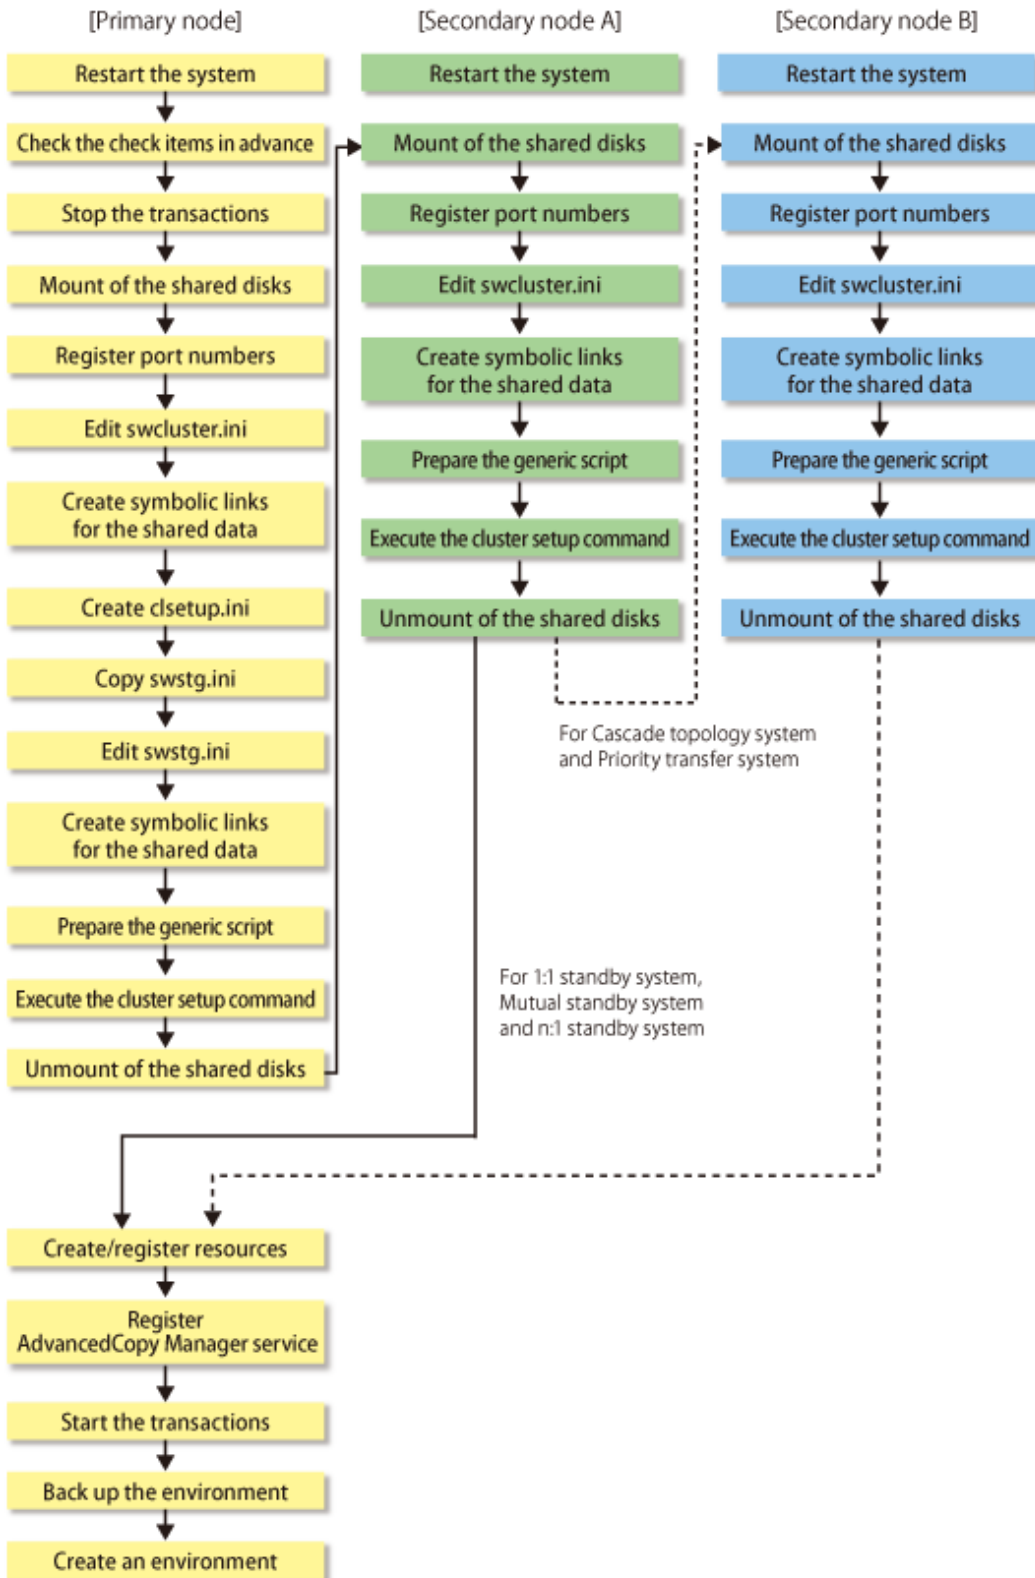 [Primary node]
Restart the system
Check the check items in advance
Stop the transactions
Mount of the shared disks
Register port numbers
Edit swcluster.ini
Create symbolic links
for the shared data
Create clsetup.ini
Copy swstg.ini
Edit swstg.ini
Create symbolic links
for the shared data
Prepare the generic script
Execute the cluster setup command
Unmount of the shared disks
[Secondary node A]
Restart the system
Mount of the shared disks
Register port numbers
Edit swcluster.ini
Create symbolic links
for the shared data
Prepare the generic script
Execute the cluster setup command
Unmount of the shared disks
[Secondary node B]
Restart the system
Mount of the shared disks
Register port numbers
Edit swcluster.ini
Create symbolic links
for the shared data
Prepare the generic script
Execute the cluster setup command
Unmount of the shared disks
For Cascade topology system
and Priority transfer system
For 1:1 standby system,
Mutual standby system
and n:1 standby system
Create/register resources
Register
AdvancedCopy Manager service
Start the transactions
Back up the environment
Create an environment